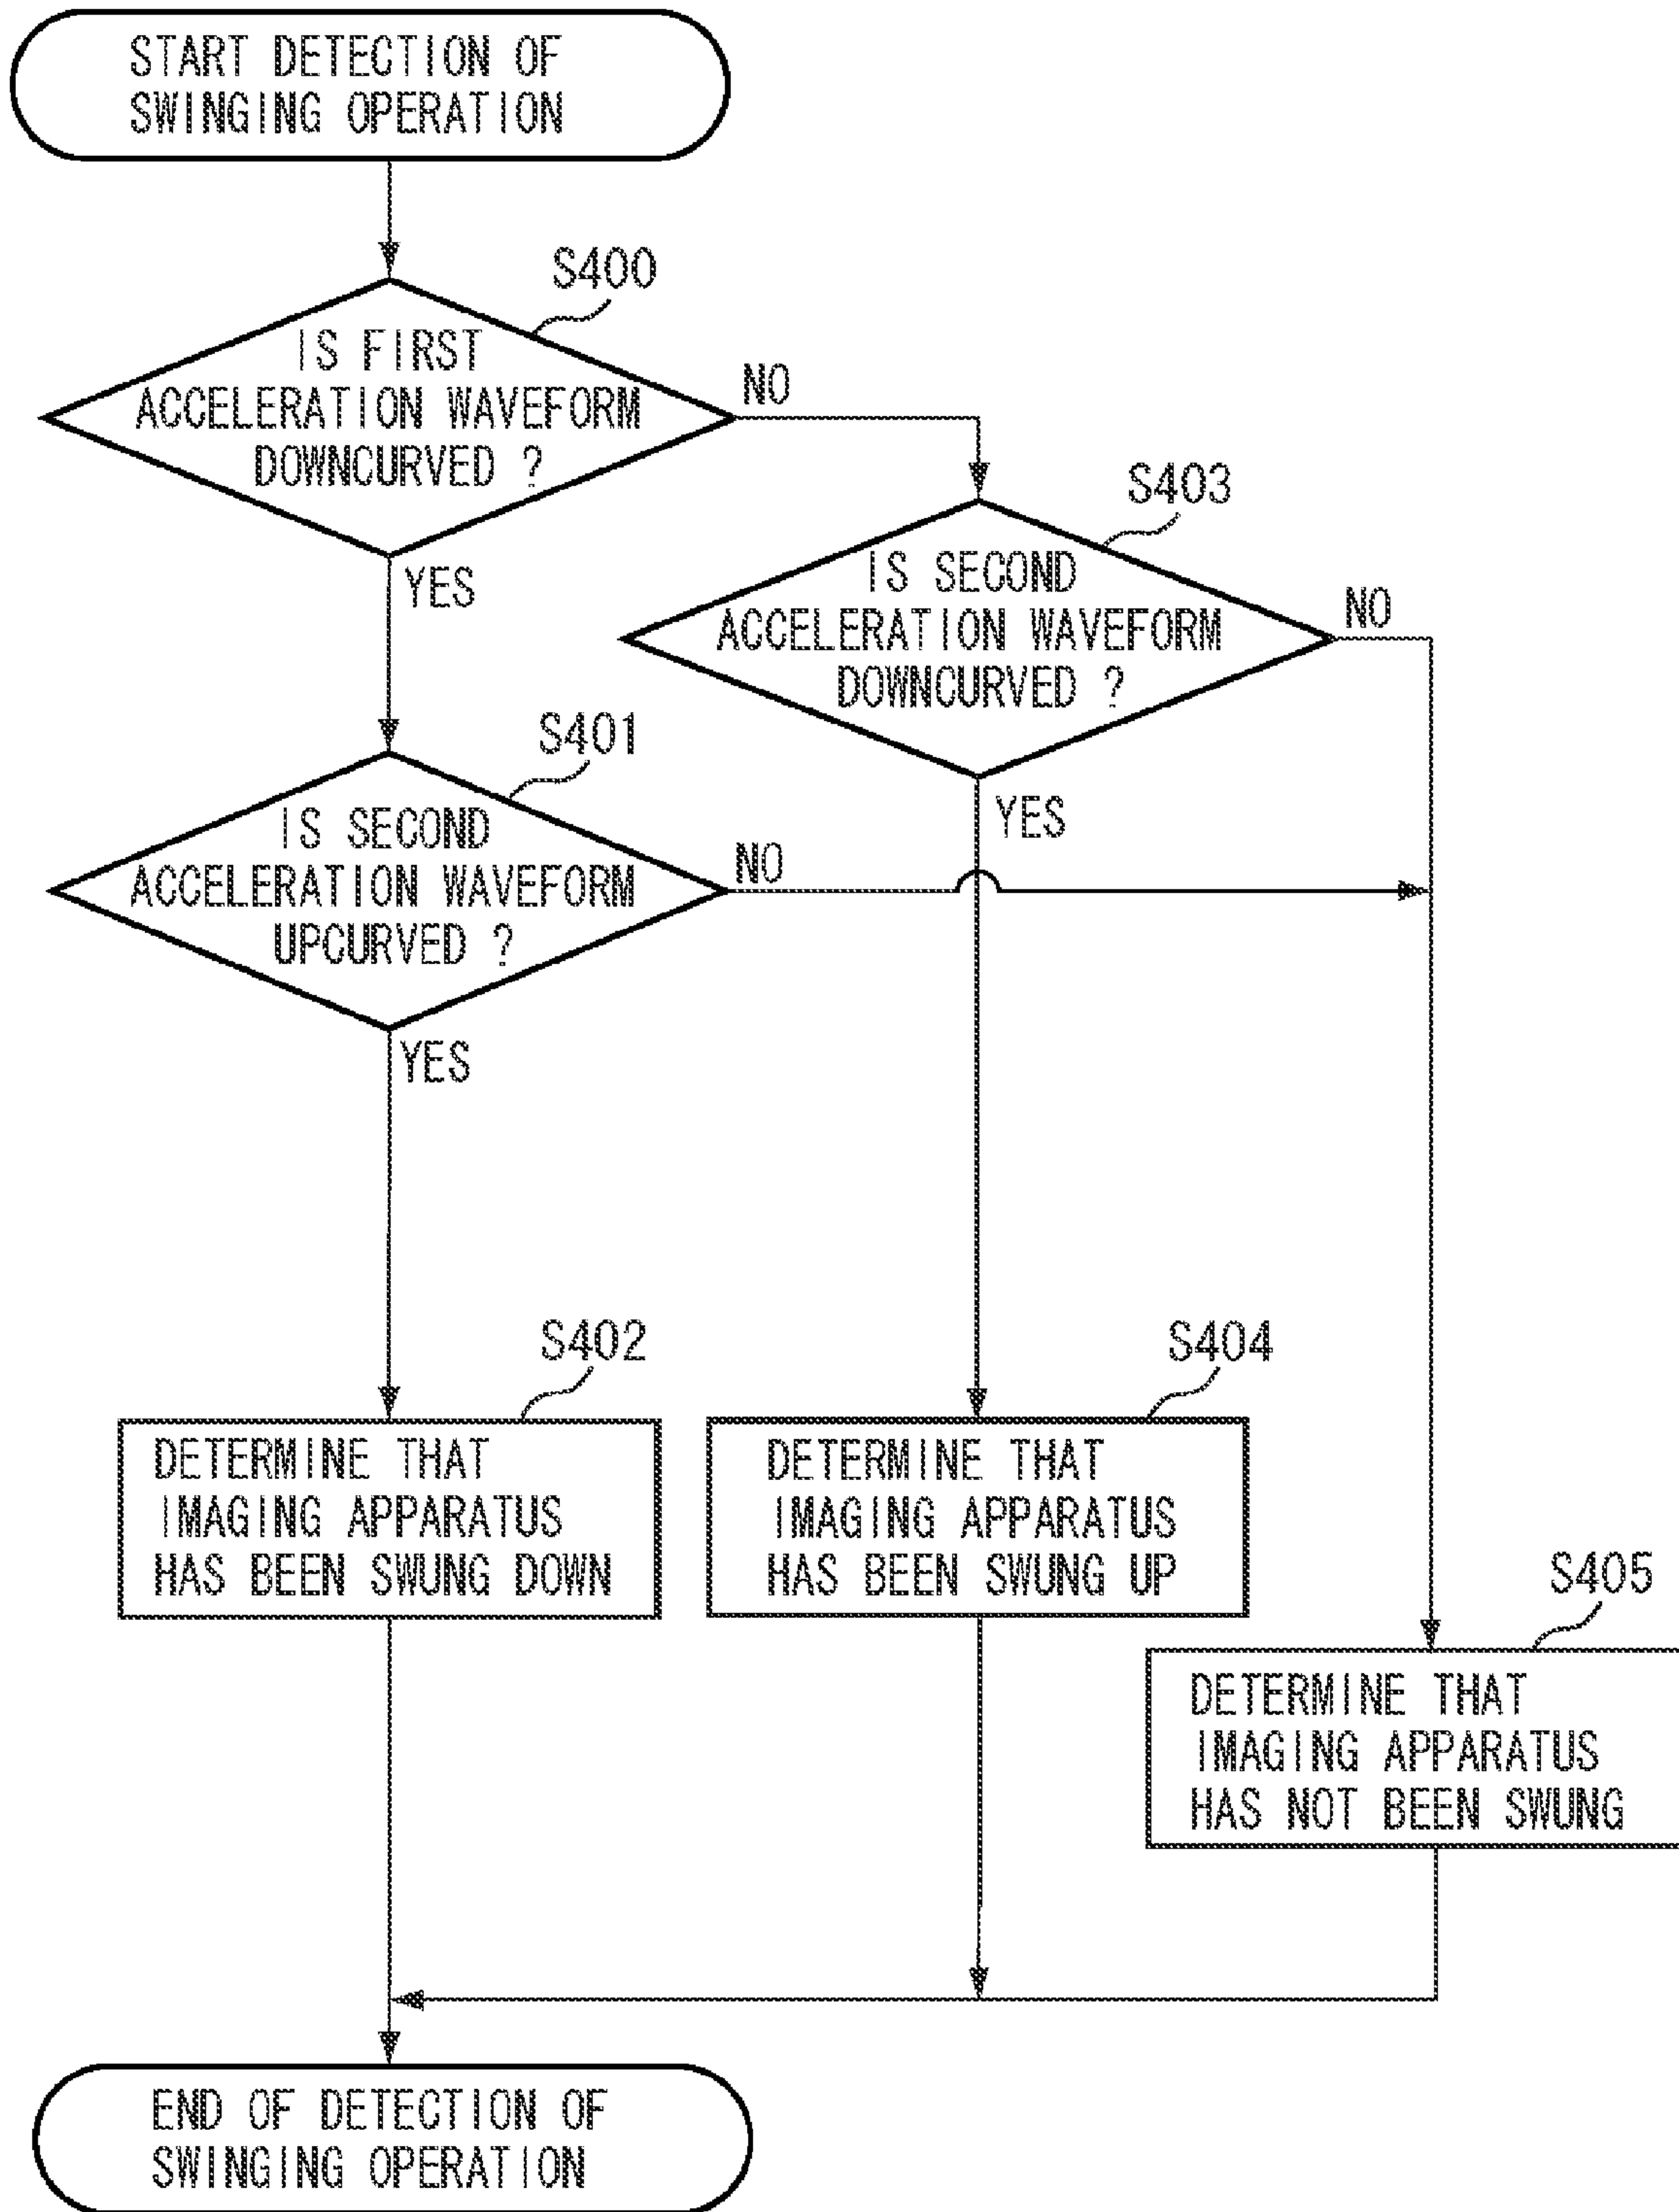 START DETECTION OF
SWINGING OPERATION
S400
IS FIRST
ACCELERATION WAVEFORM
DOWNCURVED ?
NO
YES
S403
IS SECOND
ACCELERATION WAVEFORM
DOWNCURVED ?
NO
YES
S401
IS SECOND
ACCELERATION WAVEFORM
UPCURVED ?
NO
YES
S402
DETERMINE THAT
IMAGING APPARATUS
HAS BEEN SWUNG DOWN
S404
DETERMINE THAT
IMAGING APPARATUS
HAS BEEN SWUNG UP
S405
DETERMINE THAT
IMAGING APPARATUS
HAS NOT BEEN SWUNG
END OF DETECTION OF
SWINGING OPERATION